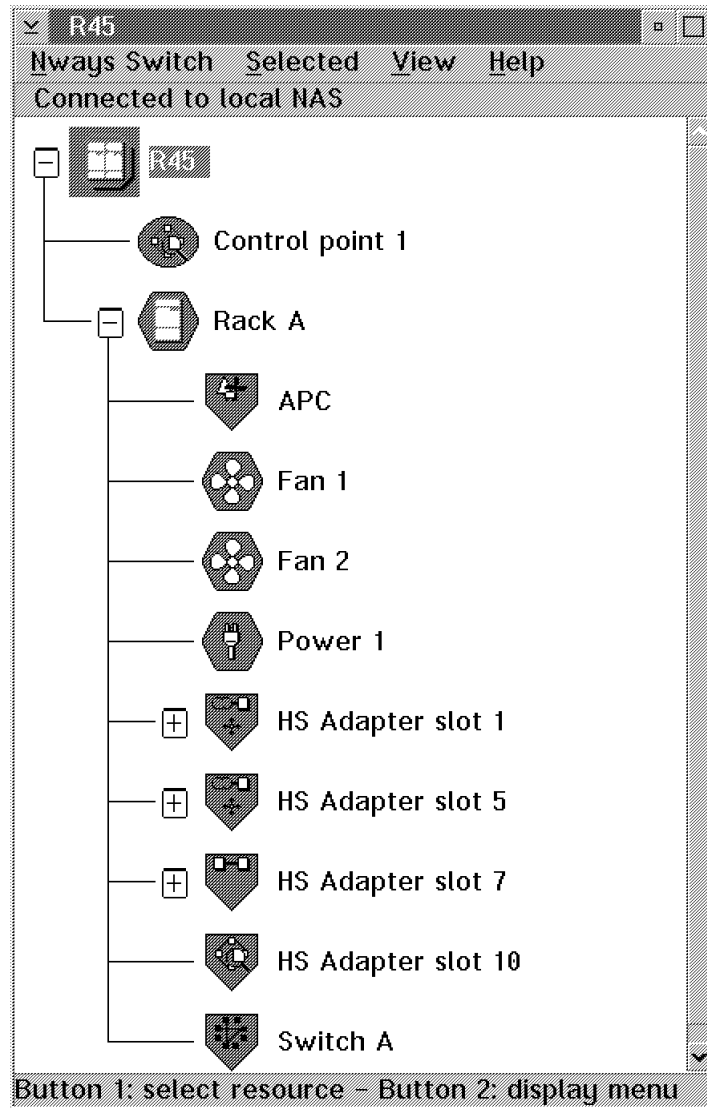 R45
Nways Switch Selected View Help
Connected to local NAS
R45
Control point 1
Rack A
APC
Fan 1
Fan 2
Power 1
HS Adapter slot 1
HS Adapter slot 5
HS Adapter slot 7
HS Adapter slot 10
Switch A
Button 1: select resource - Button 2: display menu